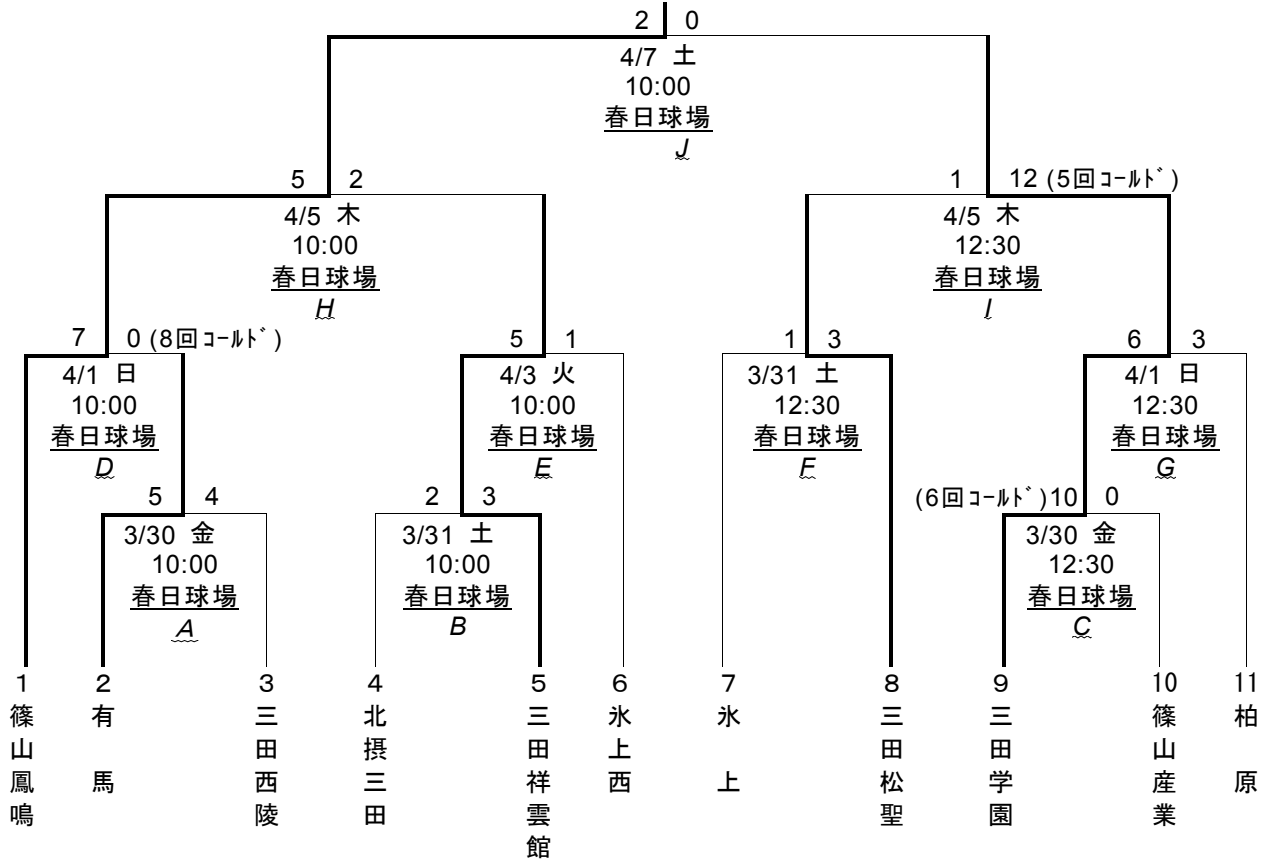 2 0
4/7 土
10:00
春日球場
J
5 2
4/5 木
10:00
春日球場
H
1 12 (5回ｺｰﾙﾄﾞ)
4/5 木
12:30
春日球場
I
7 0 (8回ｺｰﾙﾄﾞ)
4/1 日
10:00
春日球場
D
5 1
4/3 火
10:00
春日球場
E
1 3
3/31 土
12:30
春日球場
F
6 3
4/1 日
12:30
春日球場
G
5 4
3/30 金
10:00
春日球場
A
2 3
3/31 土
10:00
春日球場
B
(6回ｺｰﾙﾄﾞ)10 0
3/30 金
12:30
春日球場
C
1 篠山鳳鳴
2 有馬
3 三田西陵
4 北摂三田
5 三田祥雲館
6 氷上西
7 氷上
8 三田松聖
9 三田学園
10 篠山産業
11 柏原